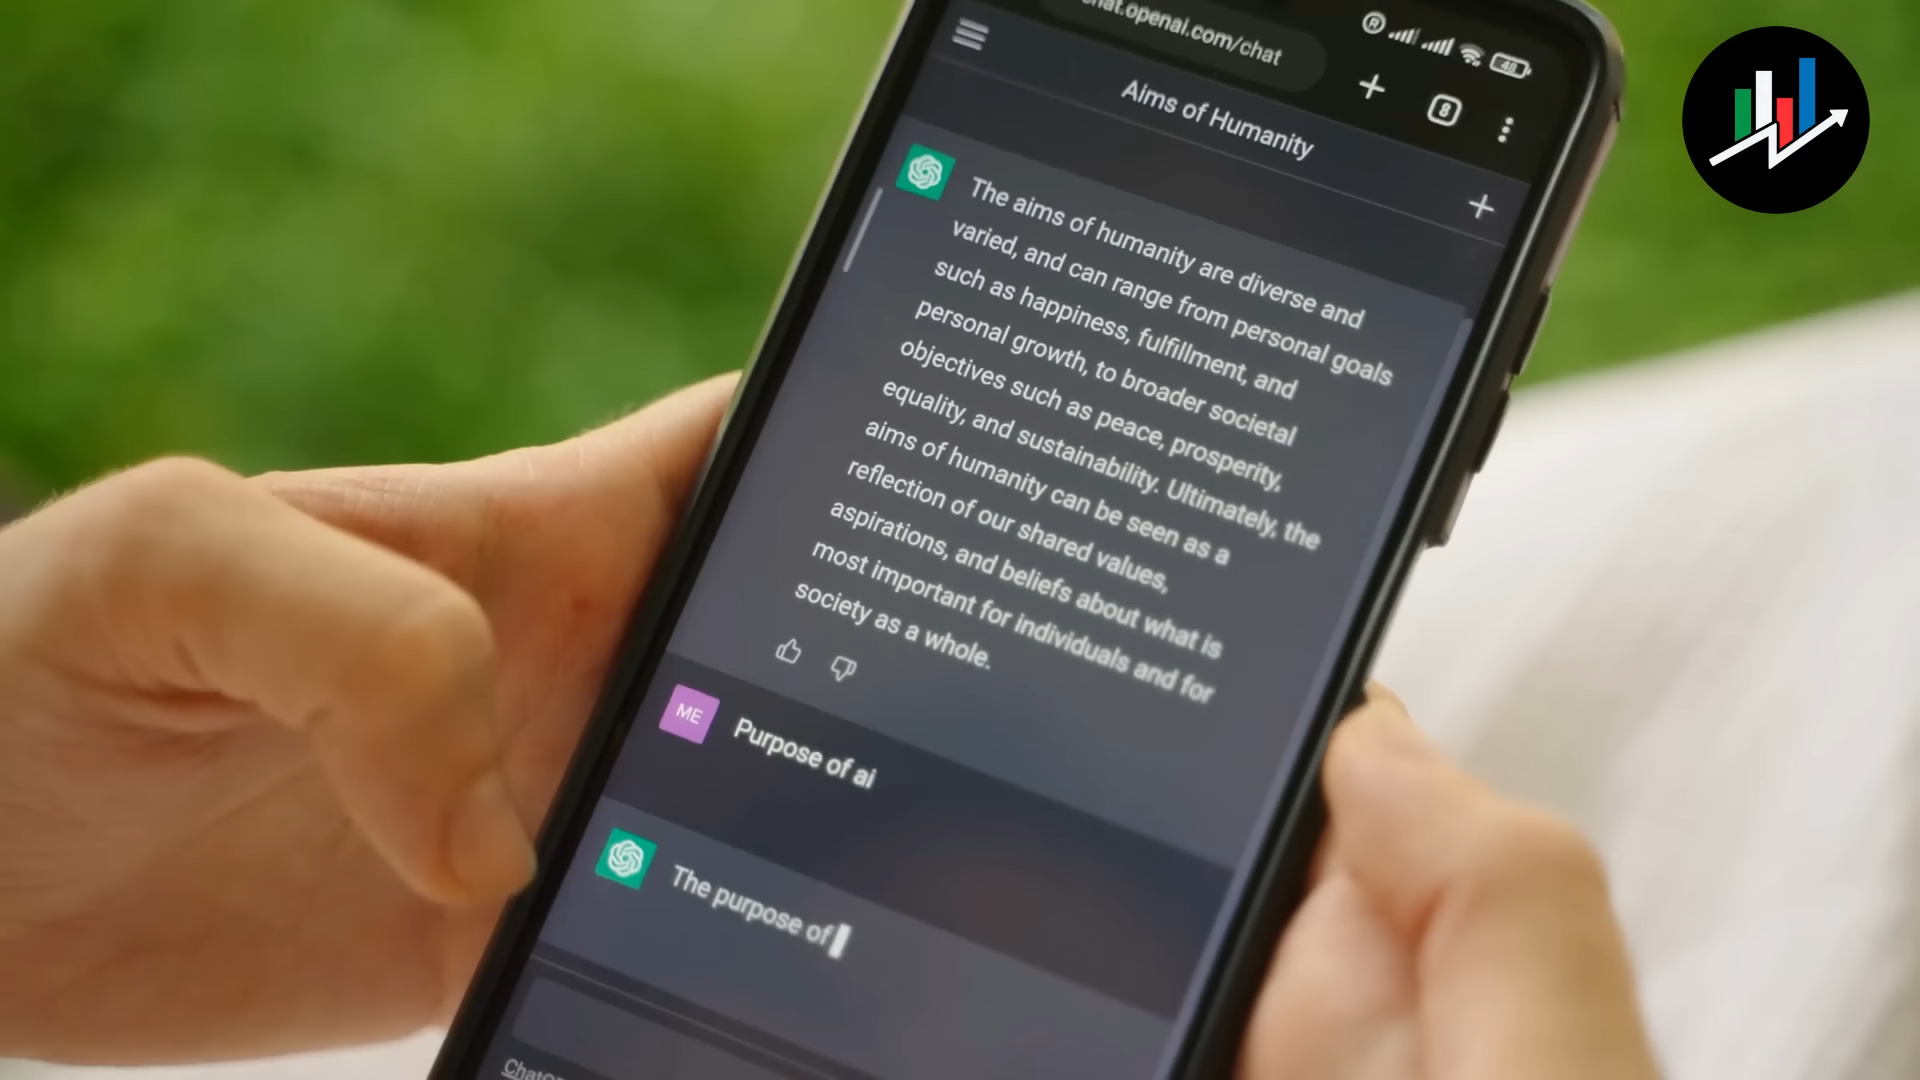 chat.openai.com/chat
48
8
Aims of Humanity
The aims of humanity are diverse and
varied, and can range from personal goals
such as happiness, fulfillment, and
personal growth, to broader societal
objectives such as peace, prosperity,
equality, and sustainability. Ultimately, the
aims of humanity can be seen as a
reflection of our shared values,
aspirations, and beliefs about what is
most important for individuals and for
society as a whole.
ME
Purpose of ai
The purpose of